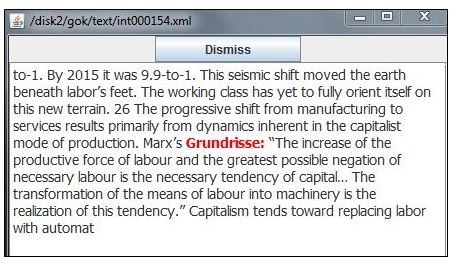 /disk2/gok/text/int000154.xml
Dismiss
to-1. By 2015 it was 9.9-to-1. This seismic shift moved the earth
beneath labor’s feet. The working class has yet to fully orient itself on
this new terrain. 26 The progressive shift from manufacturing to
services results primarily from dynamics inherent in the capitalist
mode of production. Marx’s Grundrisse: “The increase of the
productive force of labour and the greatest possible negation of
necessary labour is the necessary tendency of capital... The
transformation of the means of labour into machinery is the
realization of this tendency.” Capitalism tends toward replacing labor
with automat